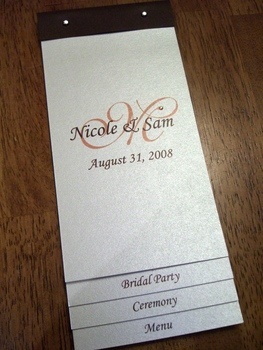 M
Nicole & Sam
August 31, 2008
Bridal Party
Ceremony
Menu